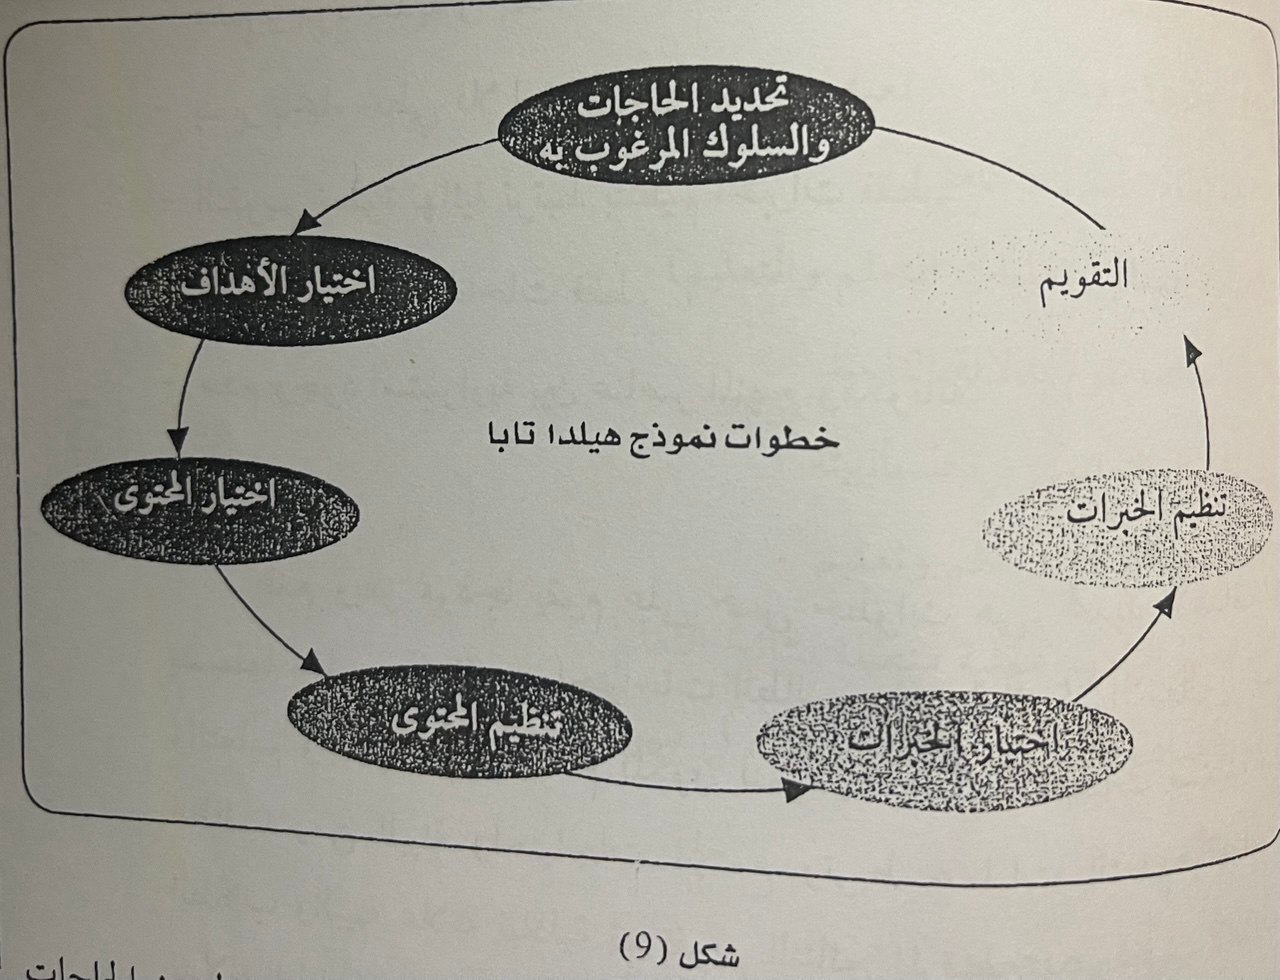 تحديد الحاجات
والسلوك المرغوب به
اختيار الأهداف
اختيار المحتوى
تنظيم المحتوى
اختيار الخبرات
تنظيم الخبرات
التقويم
خطوات نموذج هيلدا تابا
شكل (9)